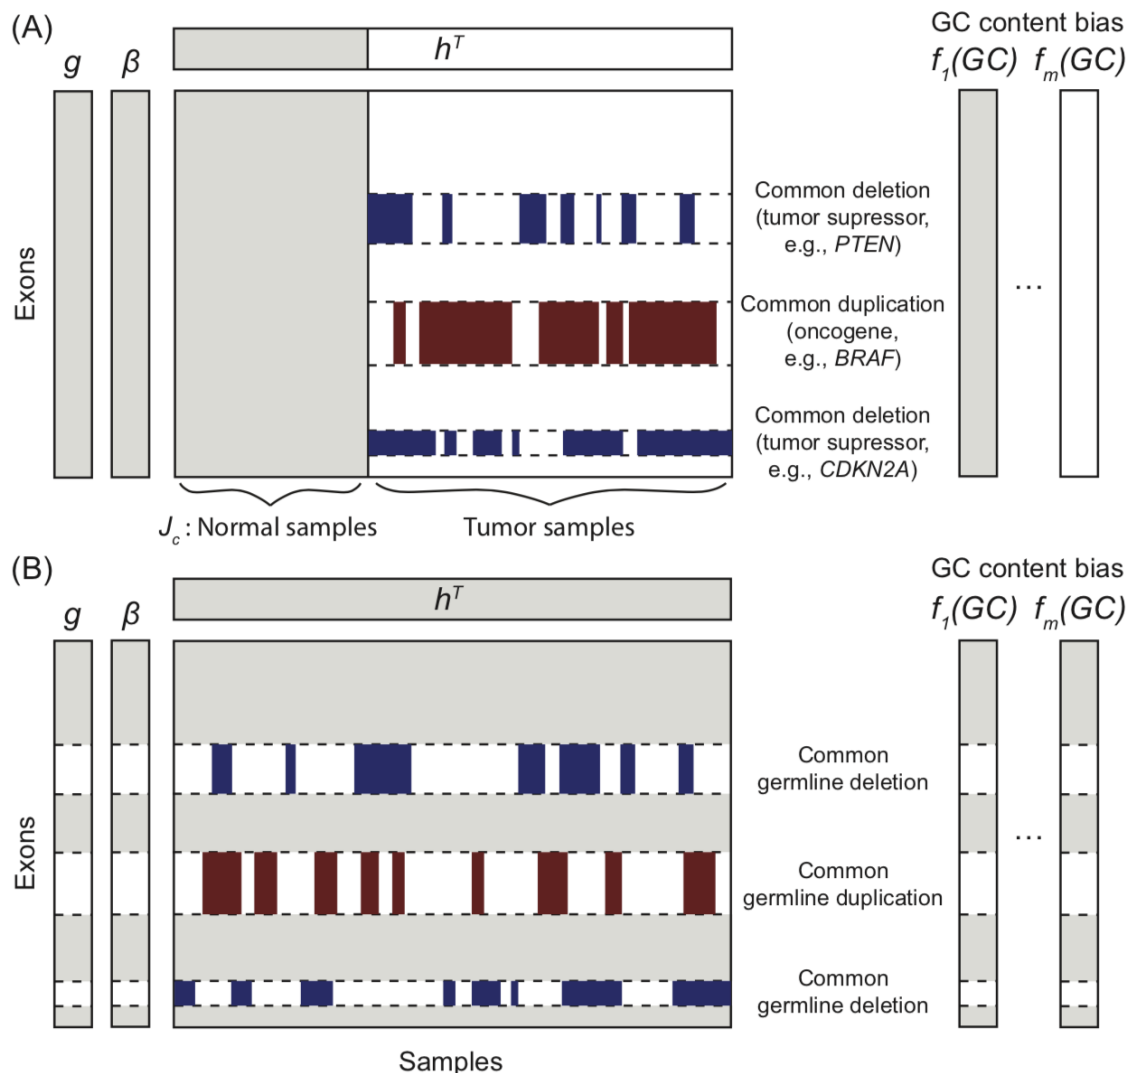 (A)
GC content bias
g
β
h^T
f_1(GC)
f_m(GC)
Exons
Common deletion
(tumor supressor,
e.g., PTEN)
Common duplication
(oncogene,
e.g., BRAF)
Common deletion
(tumor supressor,
e.g., CDKN2A)
...
J_c : Normal samples
Tumor samples
(B)
GC content bias
g
β
h^T
f_1(GC)
f_m(GC)
Exons
Common
germline deletion
Common
germline duplication
Common
germline deletion
...
Samples